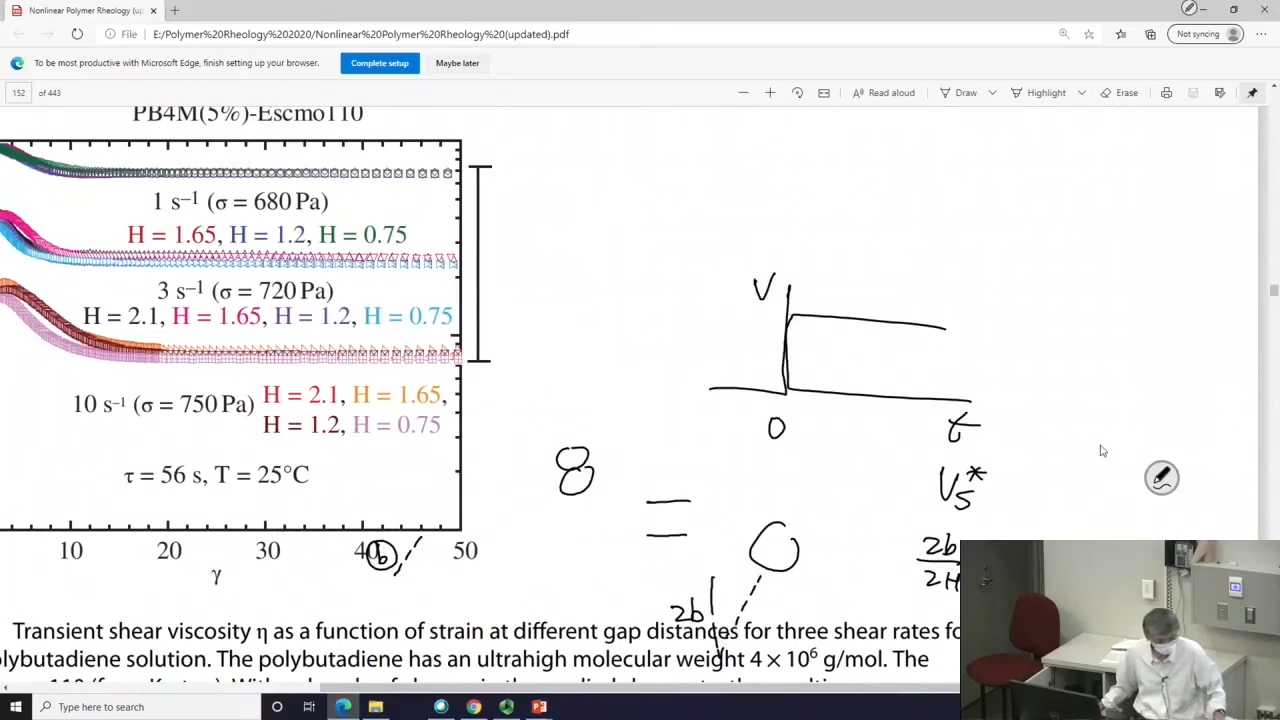 Nonlinear Polymer Rheology (up
File
E:/Polymer%20Rheology%202020/Nonlinear%20Polymer%20Rheology%20(updated).pdf
Not syncing
To be most productive with Microsoft Edge, finish setting up your browser.
Complete setup
Maybe later
152 of 443
Read aloud
Draw
Highlight
Erase
PB4M(5%)-Escmo110
1 s⁻¹ (σ = 680 Pa)
H = 1.65, H = 1.2, H = 0.75
3 s⁻¹ (σ = 720 Pa)
H = 2.1, H = 1.65, H = 1.2, H = 0.75
10 s⁻¹ (σ = 750 Pa) H = 2.1, H = 1.65,
H = 1.2, H = 0.75
τ = 56 s, T = 25°C
10 20 30 40 50
γ
b
V
0
t
8
=
Vs*
2b
2H
2b
Transient shear viscosity η as a function of strain at different gap distances for three shear rates fo
olybutadiene solution. The polybutadiene has an ultrahigh molecular weight 4 × 10⁶ g/mol. The
Type here to search